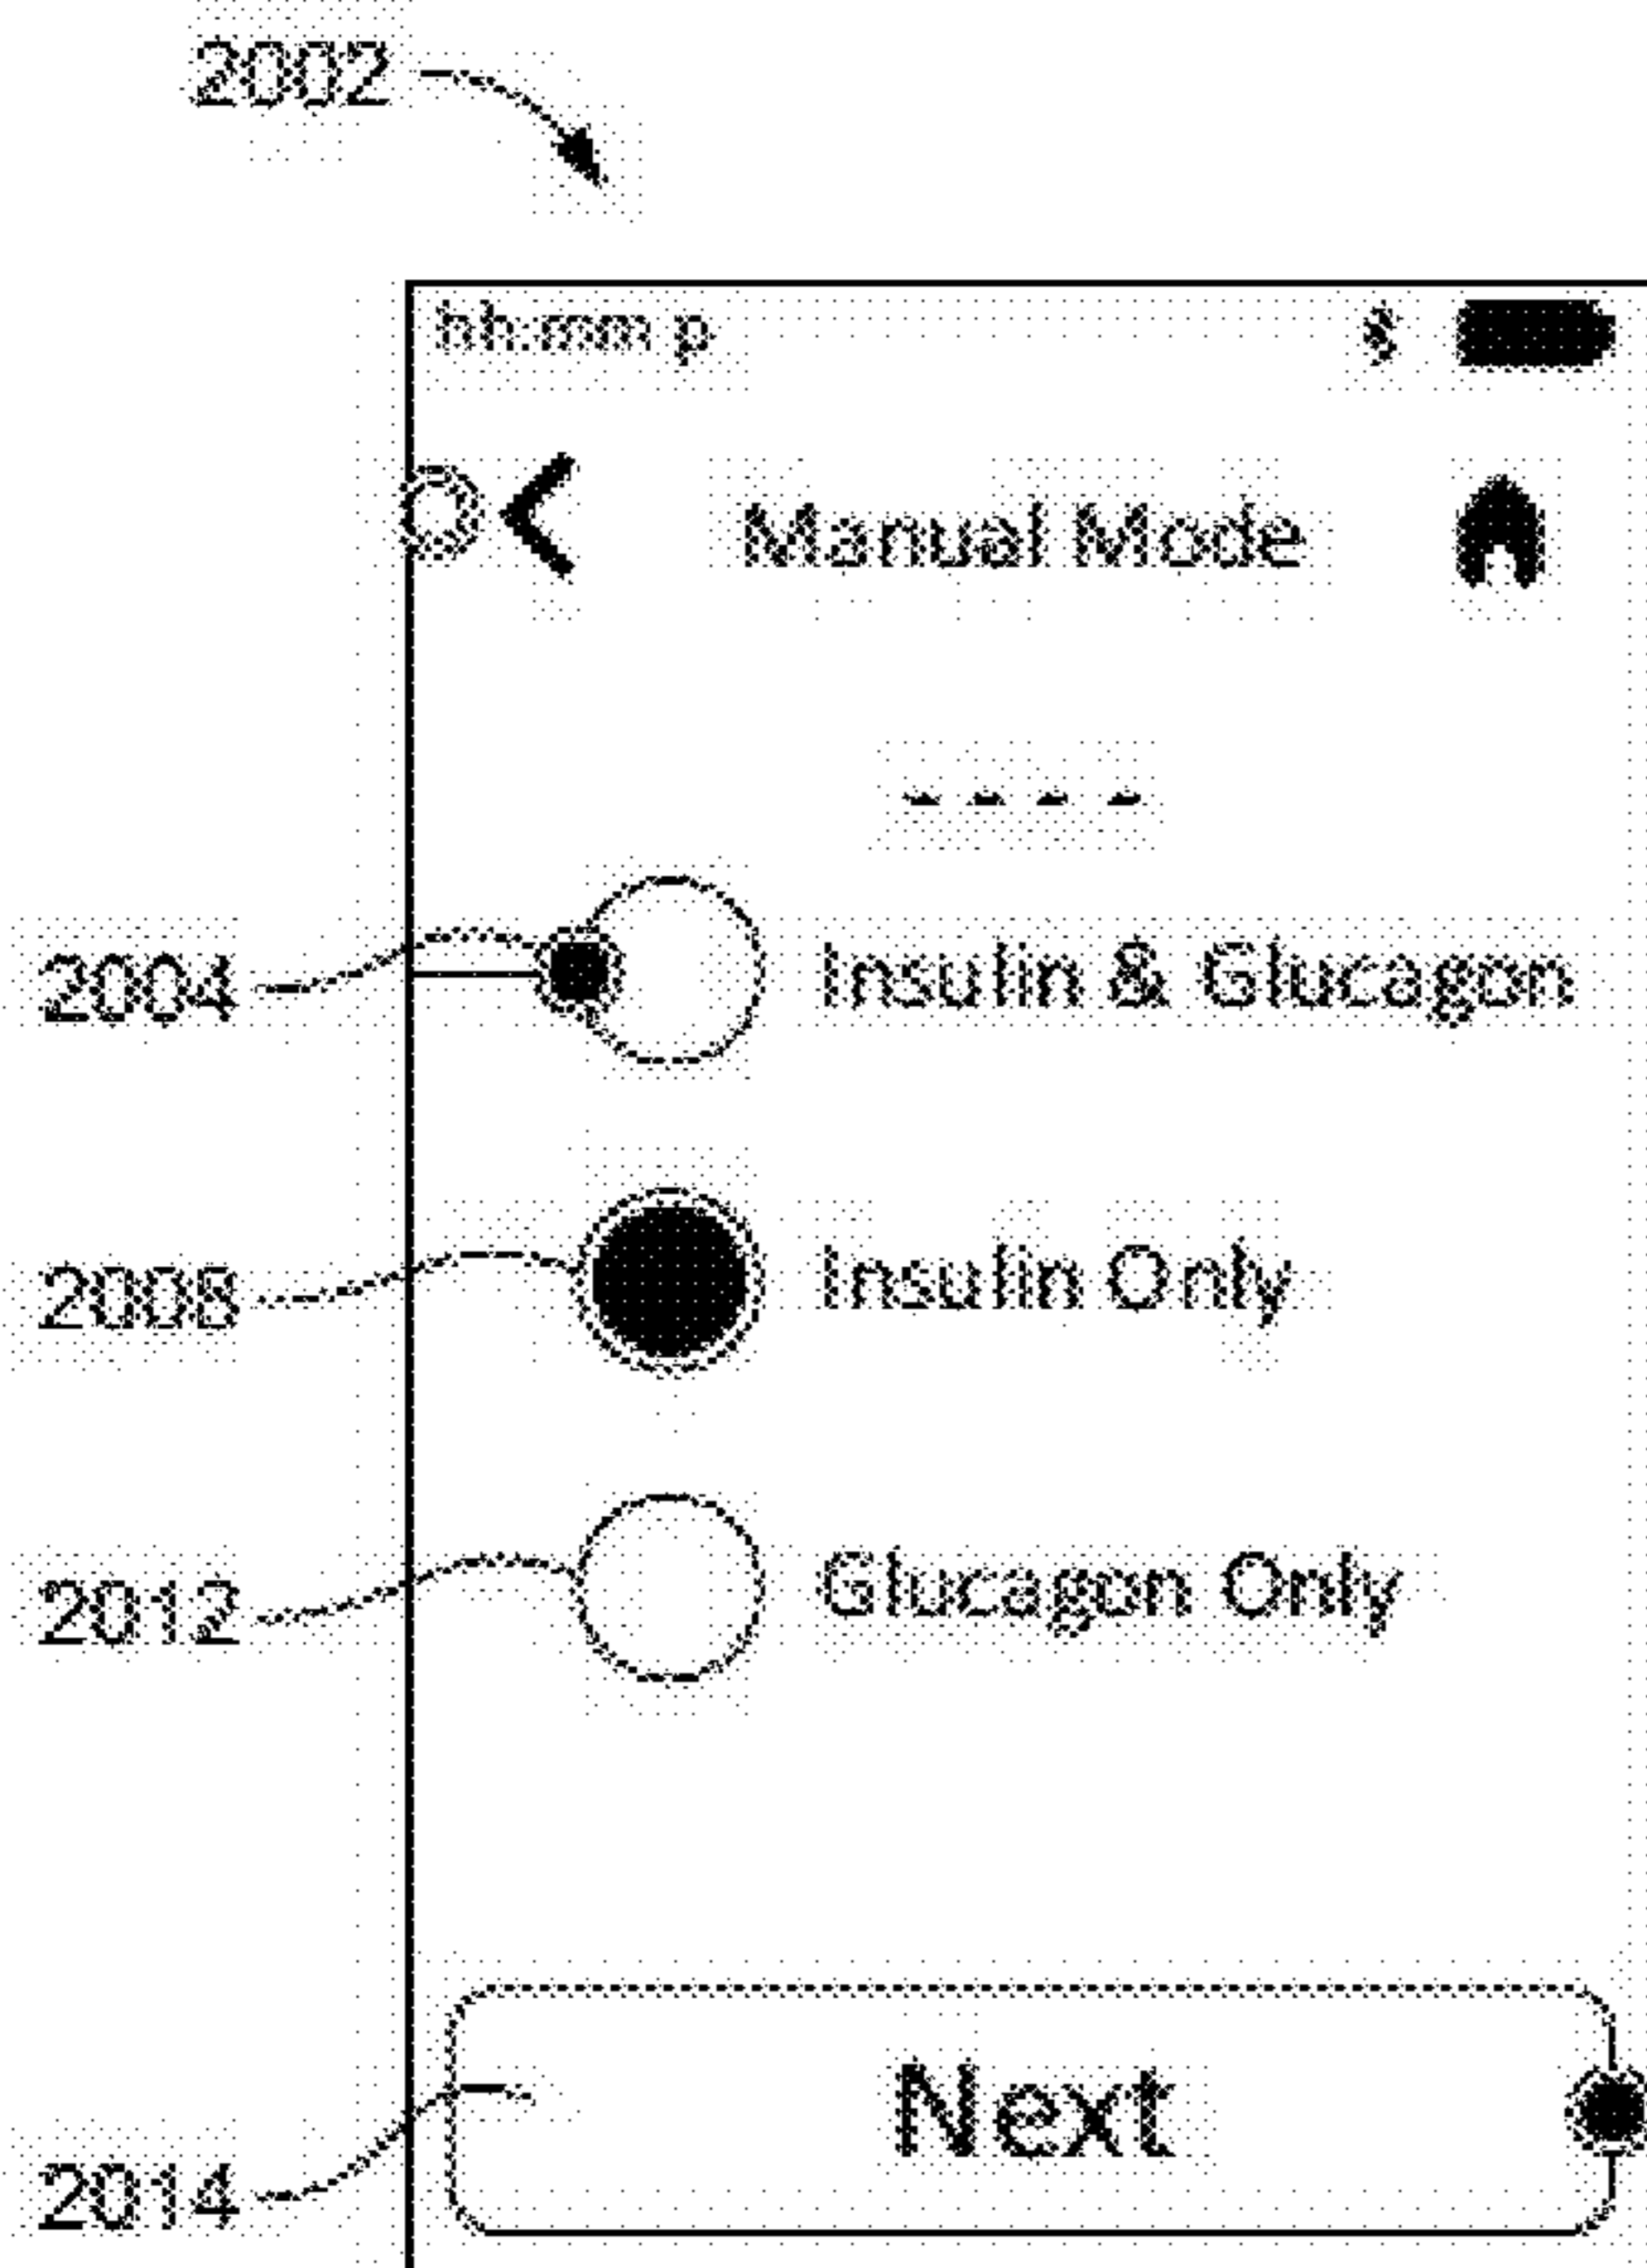 2002
hh:mm p
Manual Mode
- - - -
2004 Insulin & Glucagon
2008 Insulin Only
2012 Glucagon Only
Next
2014